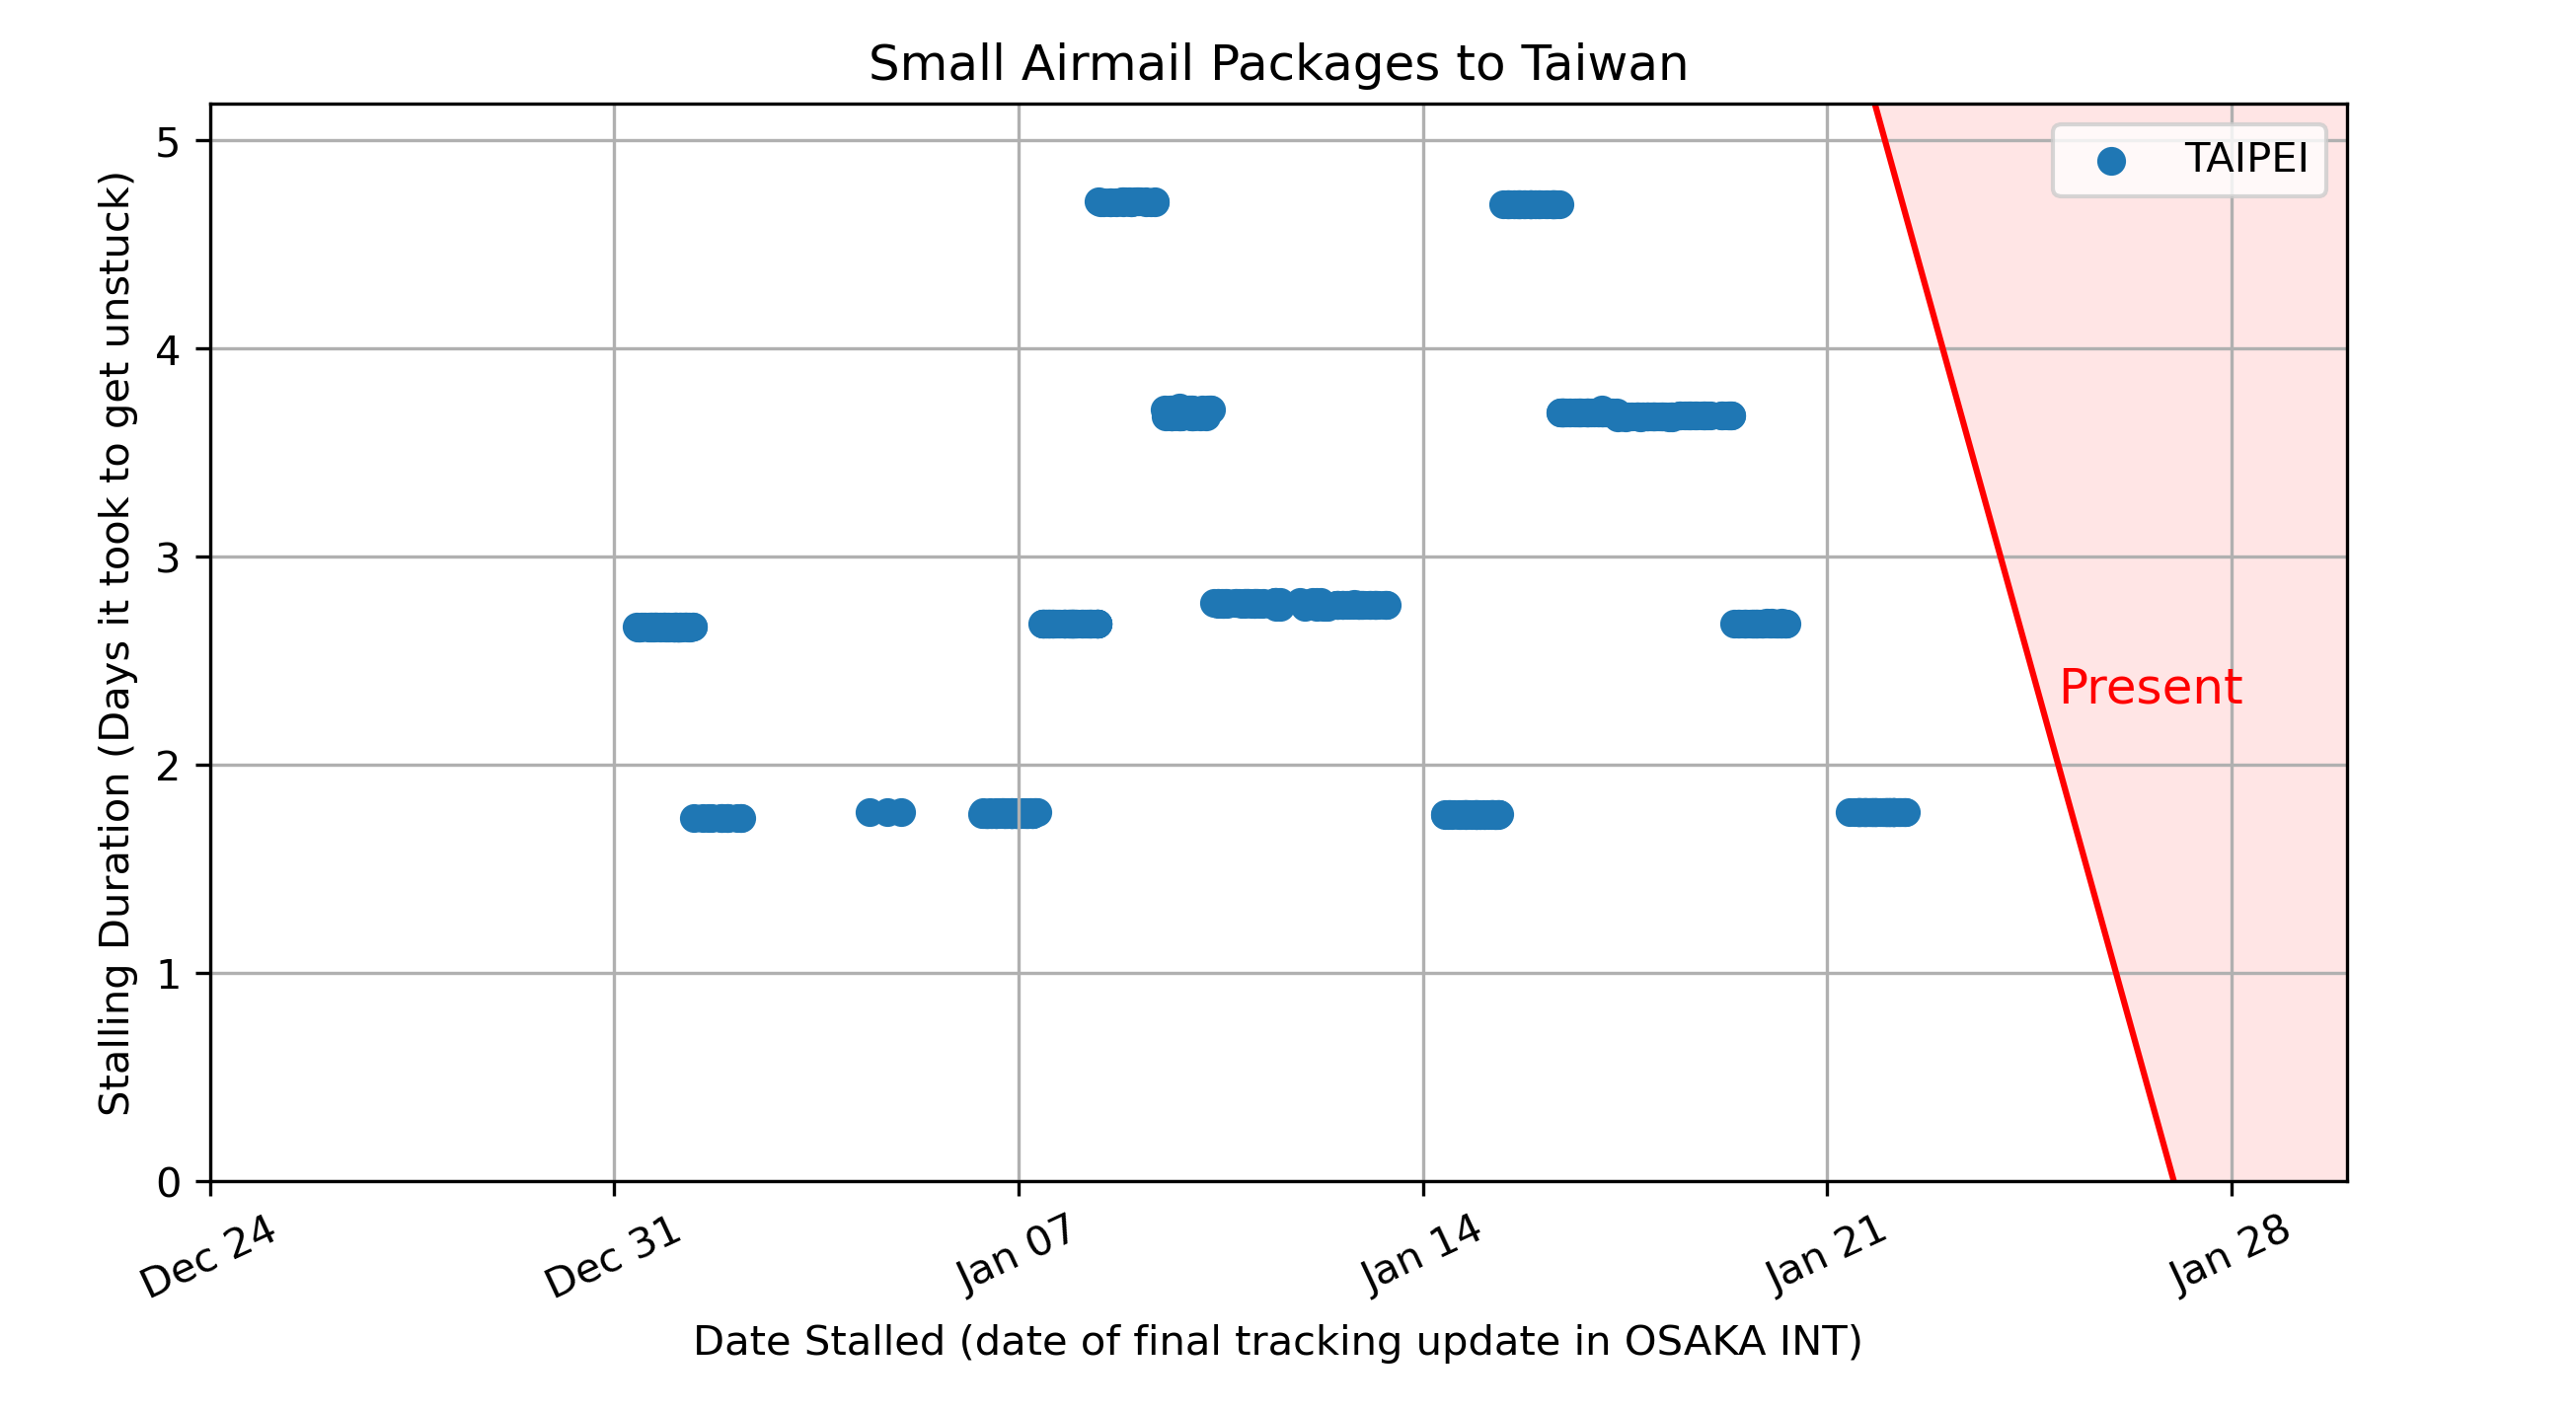 Small Airmail Packages to Taiwan
Stalling Duration (Days it took to get unstuck)
5
4
3
2
1
0
TAIPEI
Present
Dec 24
Dec 31
Jan 07
Jan 14
Jan 21
Jan 28
Date Stalled (date of final tracking update in OSAKA INT)